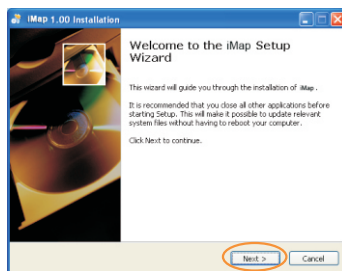 iMap 1.00 Installation
Welcome to the iMap Setup
Wizard
This wizard will guide you through the installation of iMap.
It is recommended that you close all other applications before
starting Setup. This will make it possible to update relevant
system files without having to reboot your computer.
Click Next to continue.
Next >
Cancel